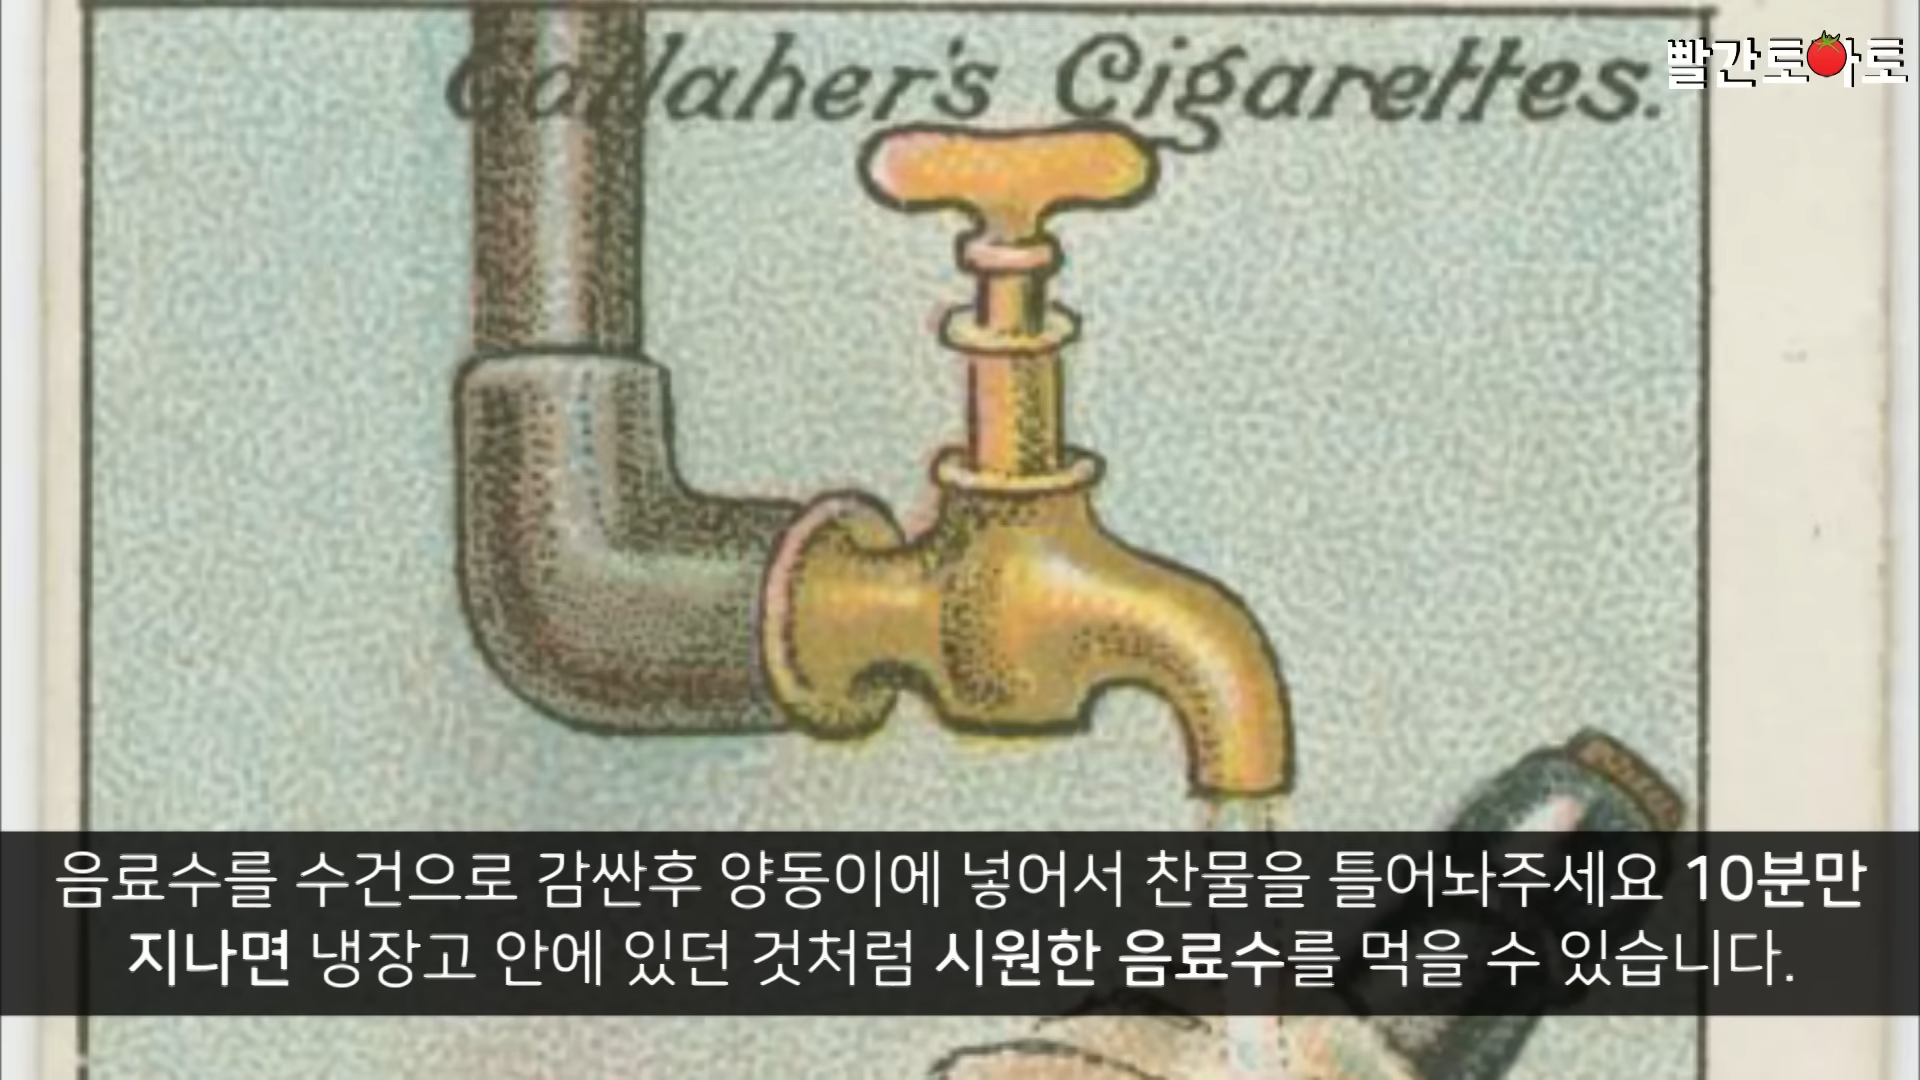 Gallaher's Cigarettes.
빨간토마토
음료수를 수건으로 감싼후 양동이에 넣어서 찬물을 틀어놔주세요 10분만
지나면 냉장고 안에 있던 것처럼 시원한 음료수를 먹을 수 있습니다.